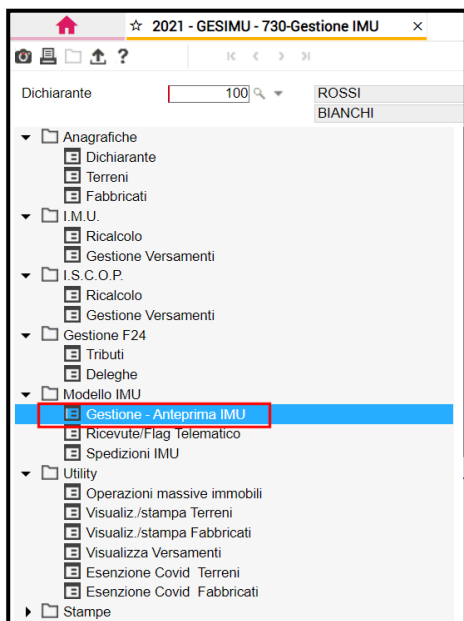 ☆ 2021 - GESIMU - 730-Gestione IMU ×
?
Dichiarante 100 ROSSI
BIANCHI
Anagrafiche
Dichiarante
Terreni
Fabbricati
I.M.U.
Ricalcolo
Gestione Versamenti
I.S.C.O.P.
Ricalcolo
Gestione Versamenti
Gestione F24
Tributi
Deleghe
Modello IMU
Gestione - Anteprima IMU
Ricevute/Flag Telematico
Spedizioni IMU
Utility
Operazioni massive immobili
Visualiz./stampa Terreni
Visualiz./stampa Fabbricati
Visualizza Versamenti
Esenzione Covid Terreni
Esenzione Covid Fabbricati
Stampe